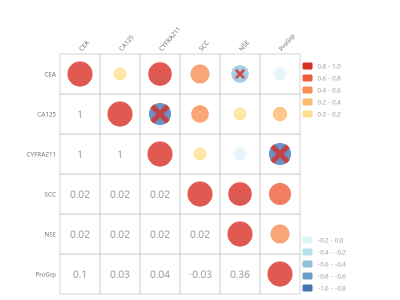 CEA CA125 CYFRA211 SCC NSE ProGrp
CEA
CA125 1
CYFRA211 1 1
SCC 0.02 0.02 0.02
NSE 0.02 0.02 0.02 0.02
ProGrp 0.1 0.03 0.04 -0.03 0.36
0.8 - 1.0
0.6 - 0.8
0.4 - 0.6
0.2 - 0.4
0.0 - 0.2
-0.2 - 0.0
-0.4 - -0.2
-0.6 - -0.4
-0.8 - -0.6
-1.0 - -0.8